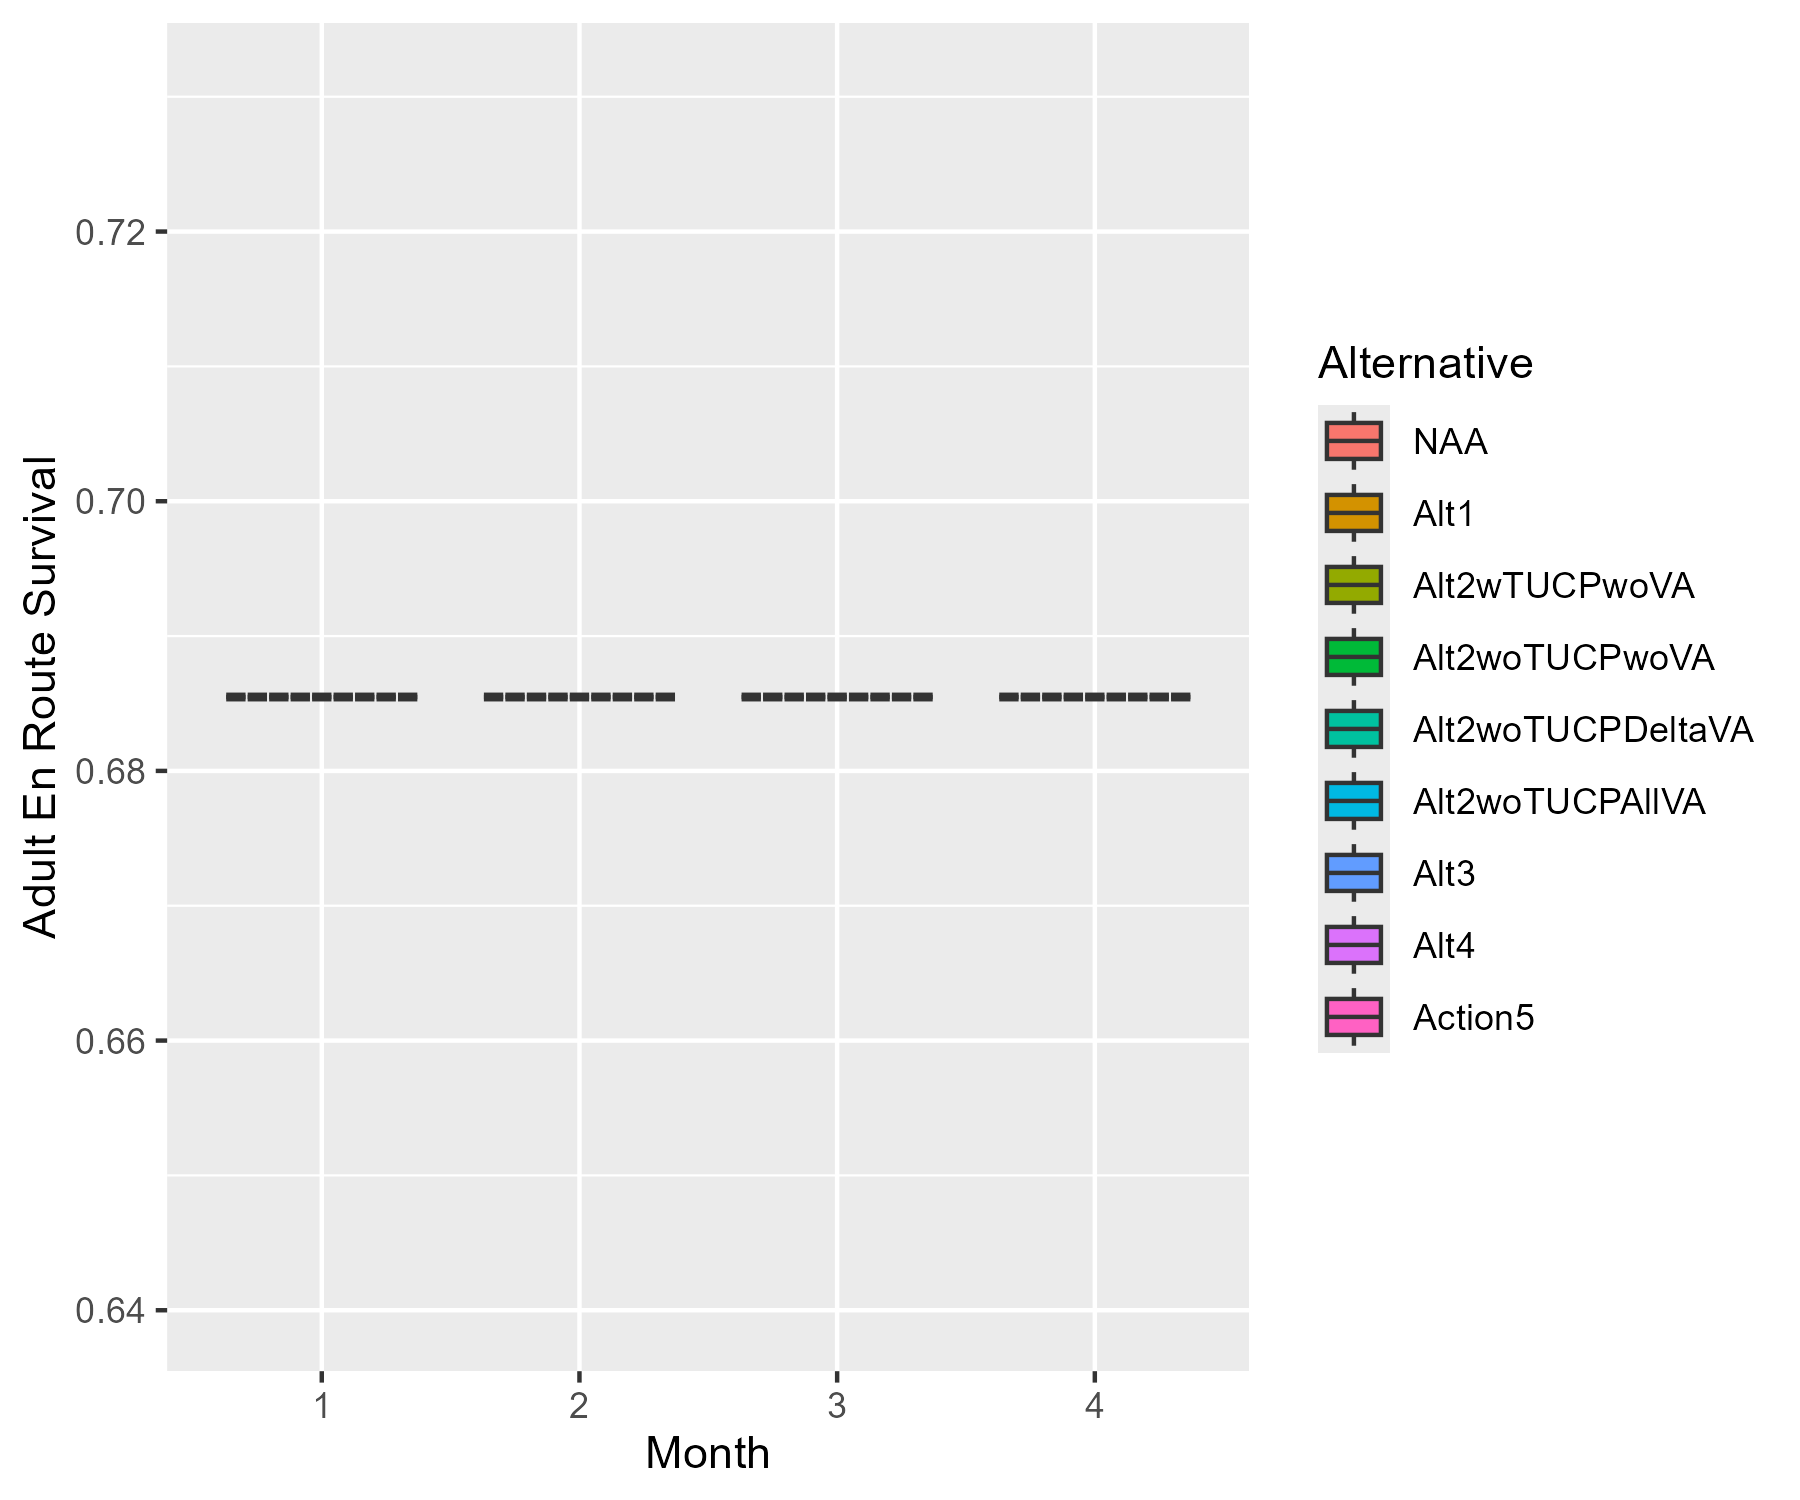 Adult En Route Survival
0.72
0.70
0.68
0.66
0.64
1 2 3 4
Month
Alternative
NAA
Alt1
Alt2wTUCPwoVA
Alt2woTUCPwoVA
Alt2woTUCPDeltaVA
Alt2woTUCPAllVA
Alt3
Alt4
Action5